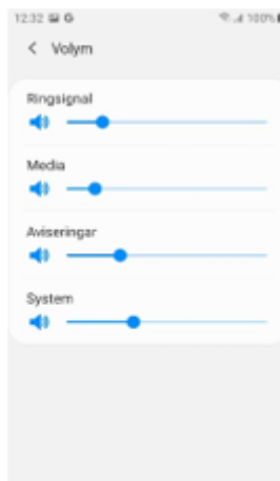 12:32 100%
Volym
Ringsignal
Media
Aviseringar
System